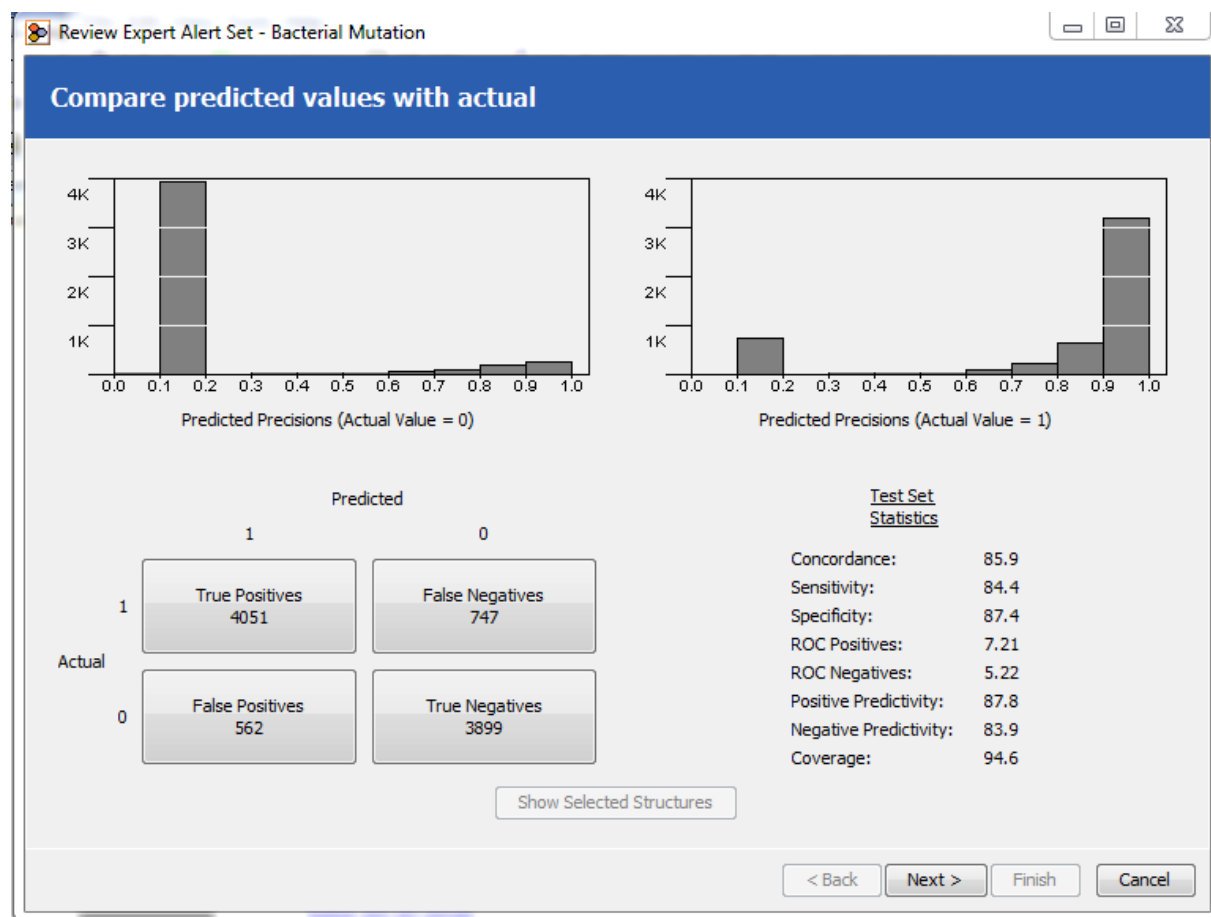 Review Expert Alert Set - Bacterial Mutation
Compare predicted values with actual
4K
3K
2K
1K
0.0 0.1 0.2 0.3 0.4 0.5 0.6 0.7 0.8 0.9 1.0
Predicted Precisions (Actual Value = 0)
4K
3K
2K
1K
0.0 0.1 0.2 0.3 0.4 0.5 0.6 0.7 0.8 0.9 1.0
Predicted Precisions (Actual Value = 1)
Predicted
1 0
Actual
1
True Positives
4051
False Negatives
747
0
False Positives
562
True Negatives
3899
Test Set
Statistics
Concordance: 85.9
Sensitivity: 84.4
Specificity: 87.4
ROC Positives: 7.21
ROC Negatives: 5.22
Positive Predictivity: 87.8
Negative Predictivity: 83.9
Coverage: 94.6
Show Selected Structures
< Back Next > Finish Cancel